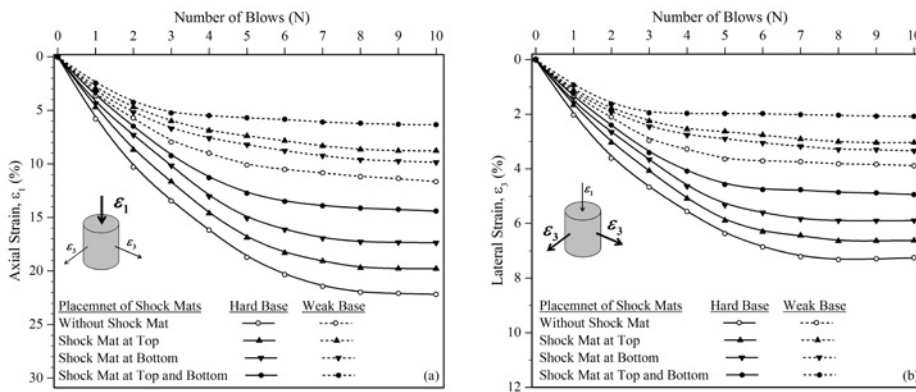 Number of Blows (N)
0 1 2 3 4 5 6 7 8 9 10
0
5
10
15
20
25
30
Axial Strain, ε1 (%)
ε1
ε3 ε3
Placemnet of Shock Mats Hard Base Weak Base
Without Shock Mat
Shock Mat at Top
Shock Mat at Bottom
Shock Mat at Top and Bottom
(a)
Number of Blows (N)
0 1 2 3 4 5 6 7 8 9 10
0
2
4
6
8
10
12
Lateral Strain, ε3 (%)
ε1
ε3 ε3
Placemnet of Shock Mats Hard Base Weak Base
Without Shock Mat
Shock Mat at Top
Shock Mat at Bottom
Shock Mat at Top and Bottom
(b)